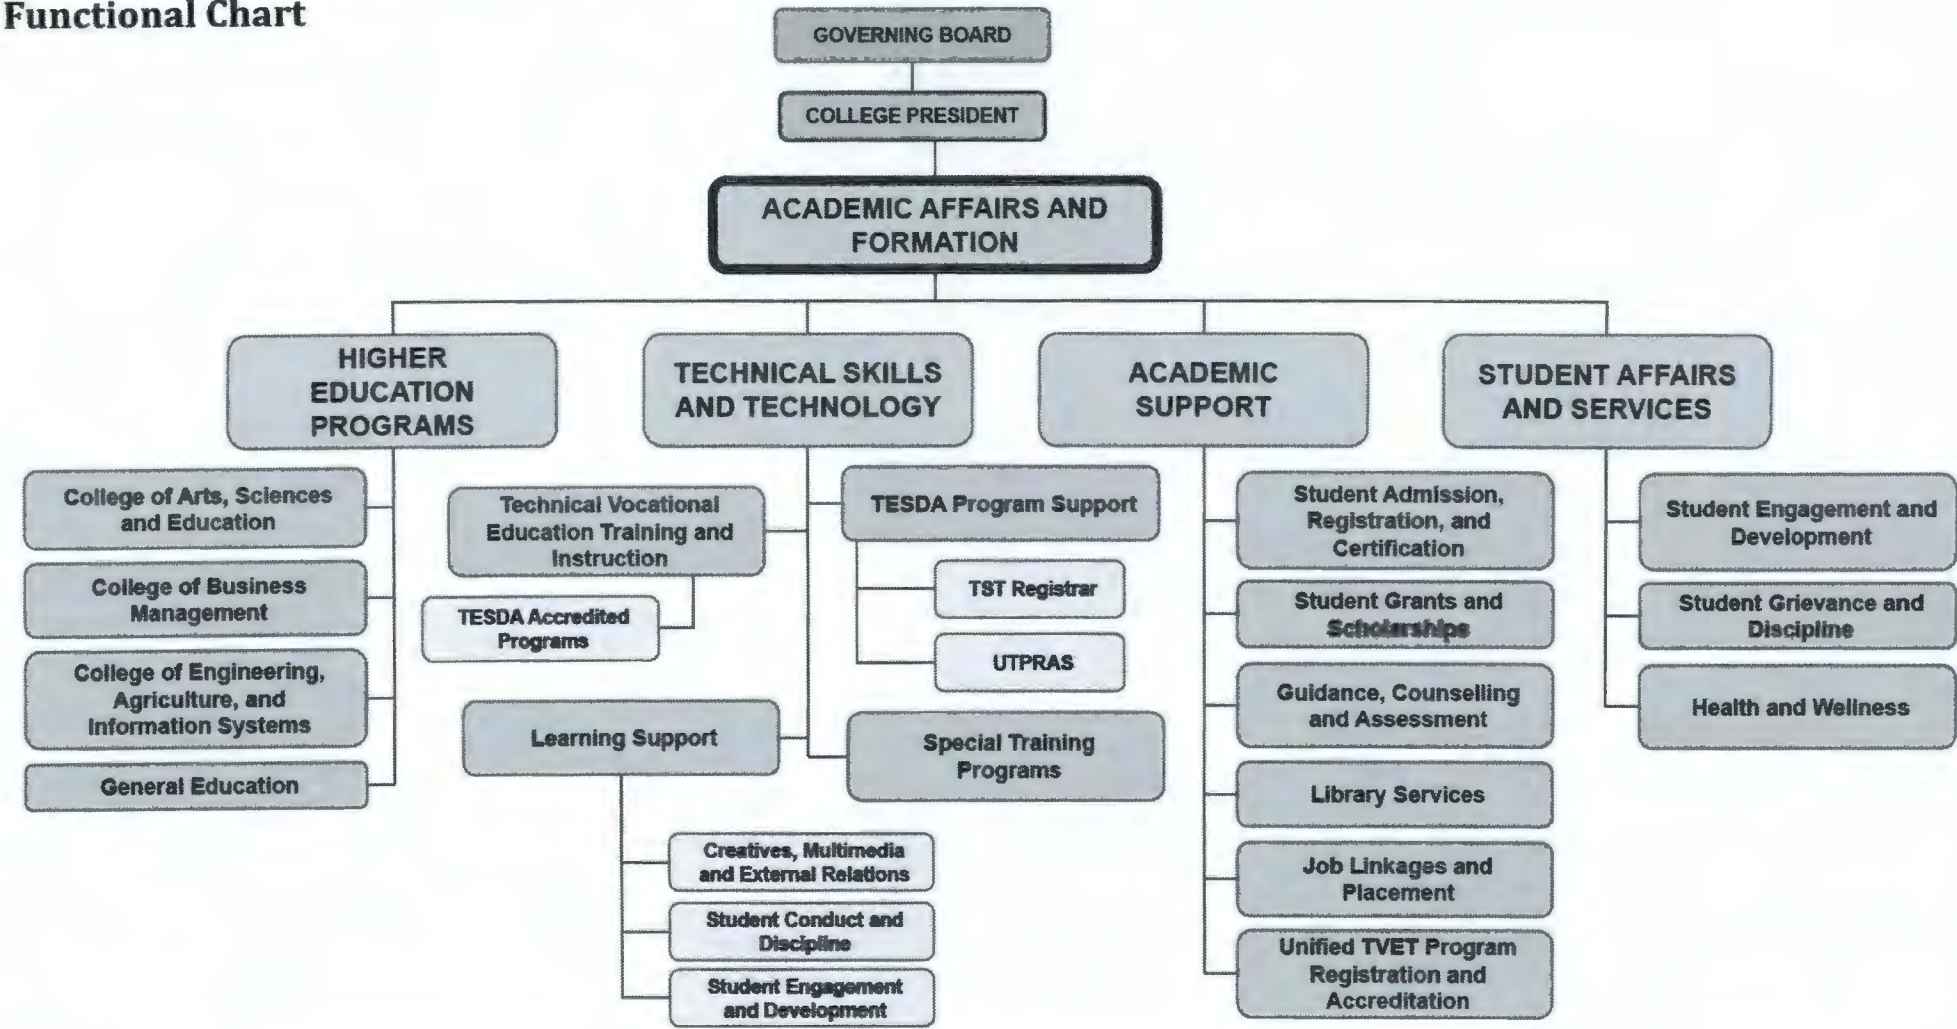 Functional Chart
GOVERNING BOARD
COLLEGE PRESIDENT
ACADEMIC AFFAIRS AND
FORMATION
HIGHER
EDUCATION
PROGRAMS
College of Arts, Sciences
and Education
College of Business
Management
College of Engineering,
Agriculture, and
Information Systems
General Education
TECHNICAL SKILLS
AND TECHNOLOGY
Technical Vocational
Education Training and
Instruction
TESDA Accredited
Programs
TESDA Program Support
TST Registrar
UTPRAS
Learning Support
Creatives, Multimedia
and External Relations
Student Conduct and
Discipline
Student Engagement
and Development
Special Training
Programs
ACADEMIC
SUPPORT
Student Admission,
Registration, and
Certification
Student Grants and
Scholarships
Guidance, Counselling
and Assessment
Library Services
Job Linkages and
Placement
Unified TVET Program
Registration and
Accreditation
STUDENT AFFAIRS
AND SERVICES
Student Engagement and
Development
Student Grievance and
Discipline
Health and Wellness